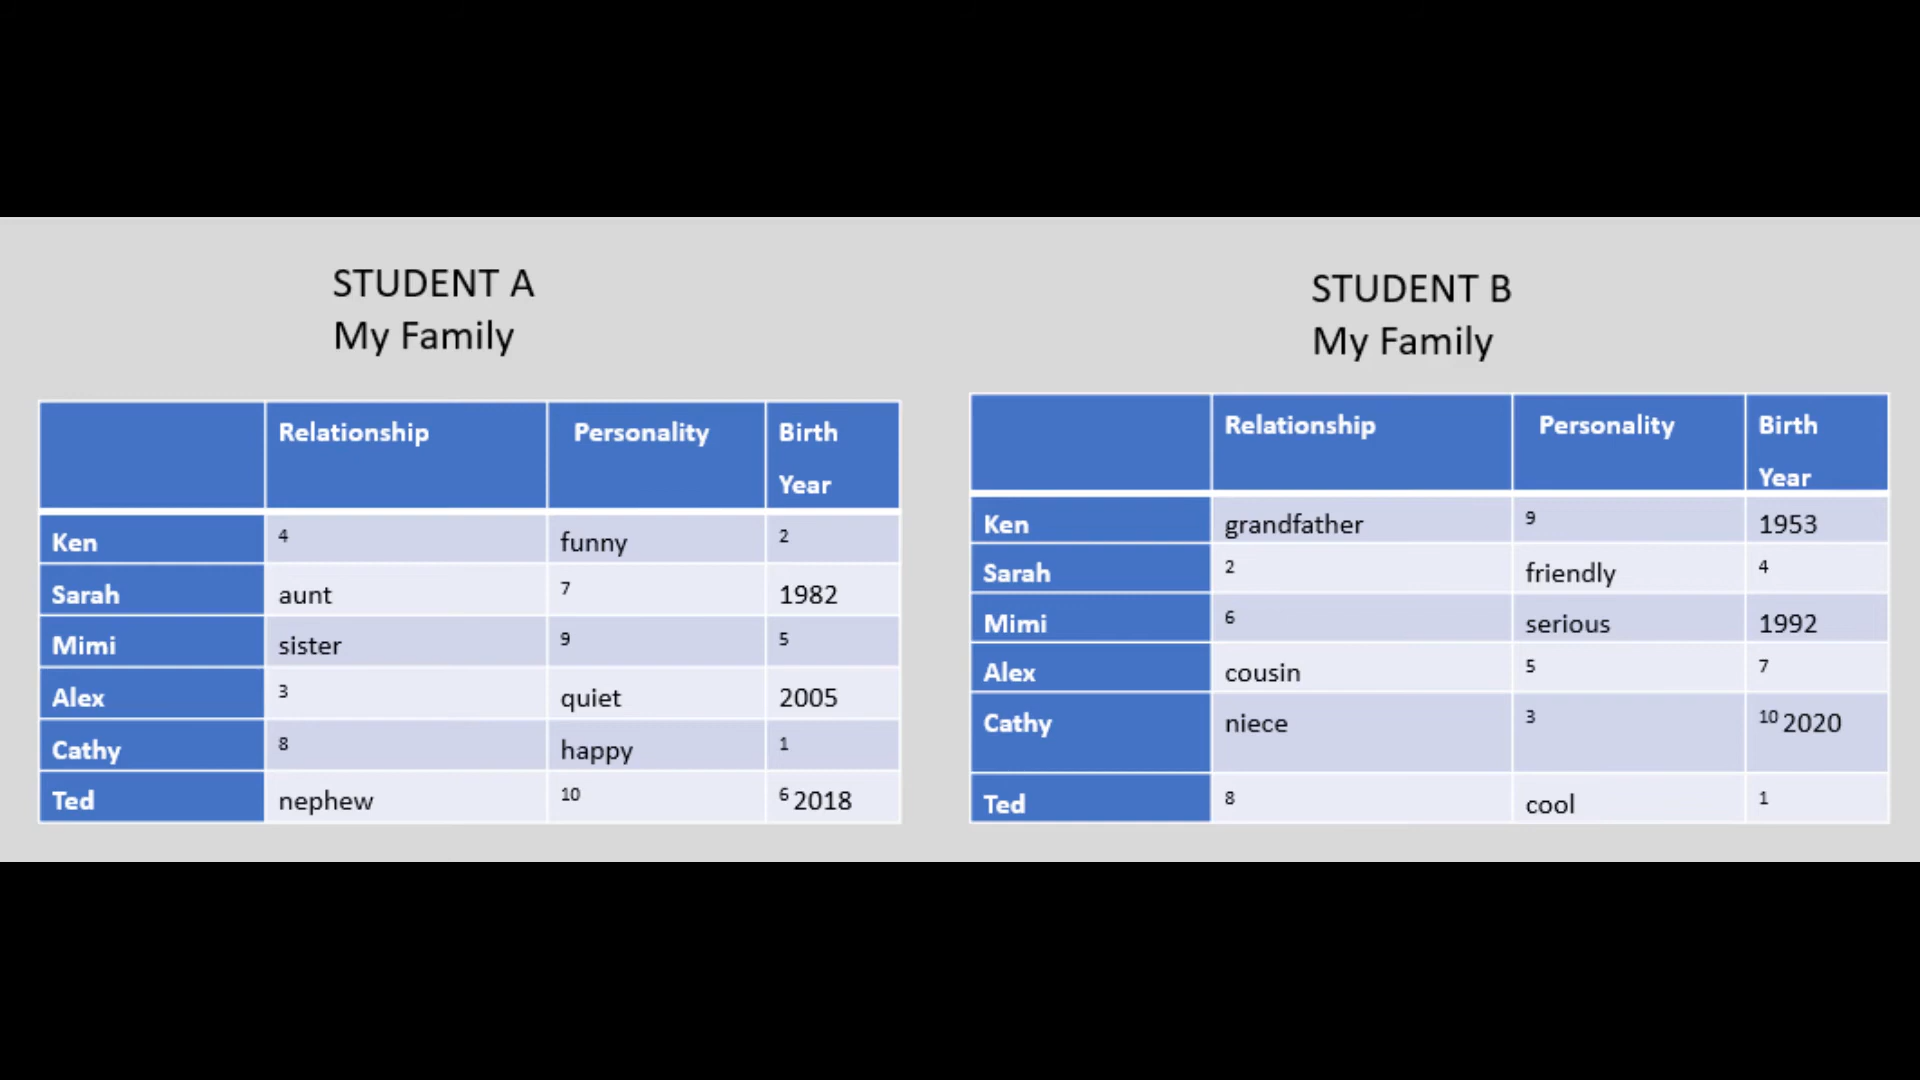 STUDENT A
My Family
Relationship Personality Birth
Year
Ken 4 funny 2
Sarah aunt 7 1982
Mimi sister 9 5
Alex 3 quiet 2005
Cathy 8 happy 1
Ted nephew 10 6 2018
STUDENT B
My Family
Relationship Personality Birth
Year
Ken grandfather 9 1953
Sarah 2 friendly 4
Mimi 6 serious 1992
Alex cousin 5 7
Cathy niece 3 10 2020
Ted 8 cool 1